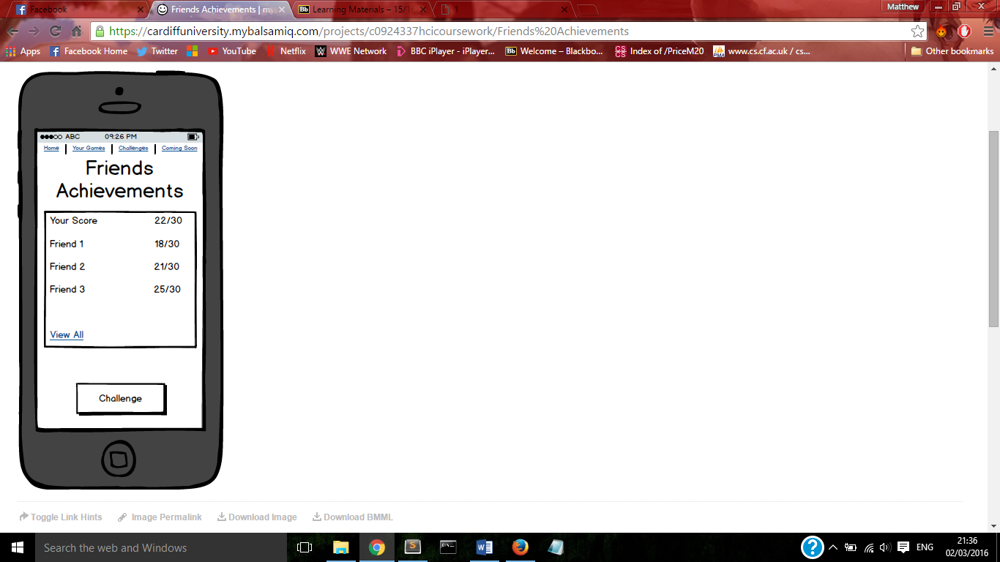 Facebook
Friends Achievements | my
Learning Materials – 15/1
1
Matthew
https://cardiffuniversity.mybalsamiq.com/projects/c0924337hcicoursework/Friends%20Achievements
Apps
Facebook Home
Twitter
YouTube
Netflix
WWE Network
BBC iPlayer - iPlayer...
Welcome – Blackbo...
Index of /PriceM20
www.cs.cf.ac.uk / cs...
Other bookmarks
ABC 09:26 PM
Home Your Games Challenges Coming Soon
Friends
Achievements
Your Score 22/30
Friend 1 18/30
Friend 2 21/30
Friend 3 25/30
View All
Challenge
Toggle Link Hints Image Permalink Download Image Download BMML
Search the web and Windows
ENG
21:36
02/03/2016